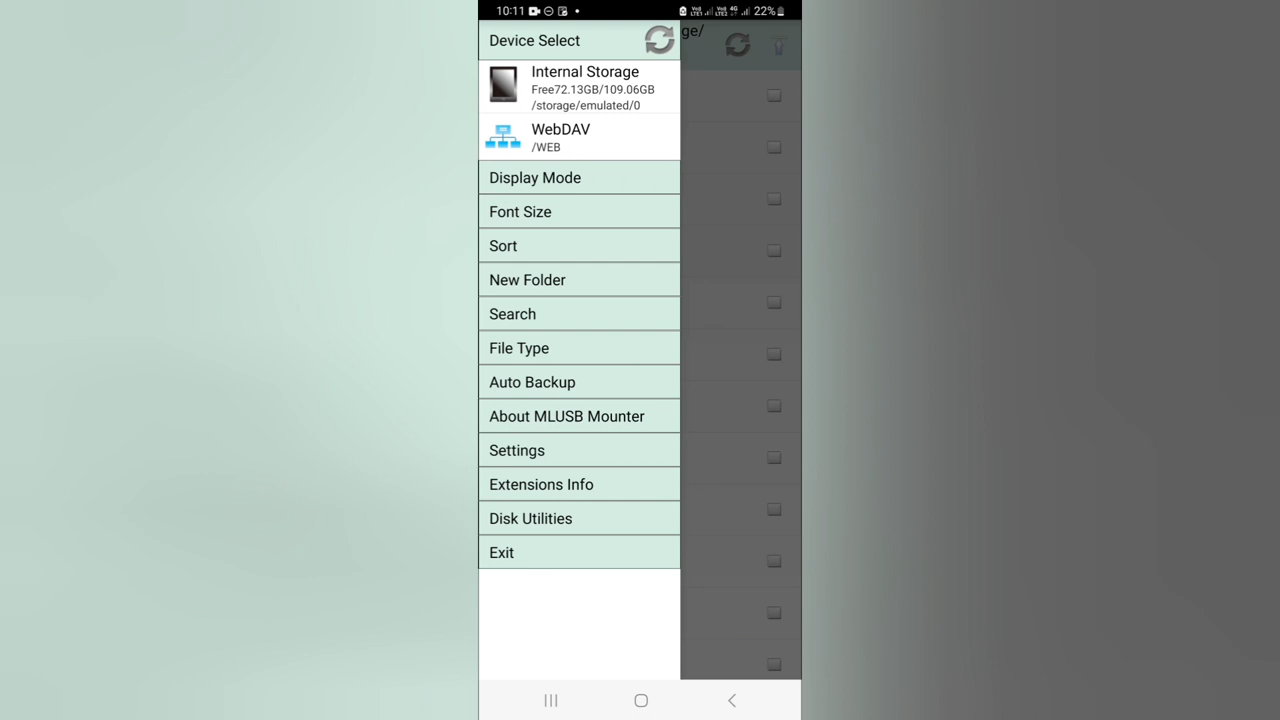 10:11
22%
Device Select
ge/
Internal Storage
Free72.13GB/109.06GB
/storage/emulated/0
WebDAV
/WEB
Display Mode
Font Size
Sort
New Folder
Search
File Type
Auto Backup
About MLUSB Mounter
Settings
Extensions Info
Disk Utilities
Exit